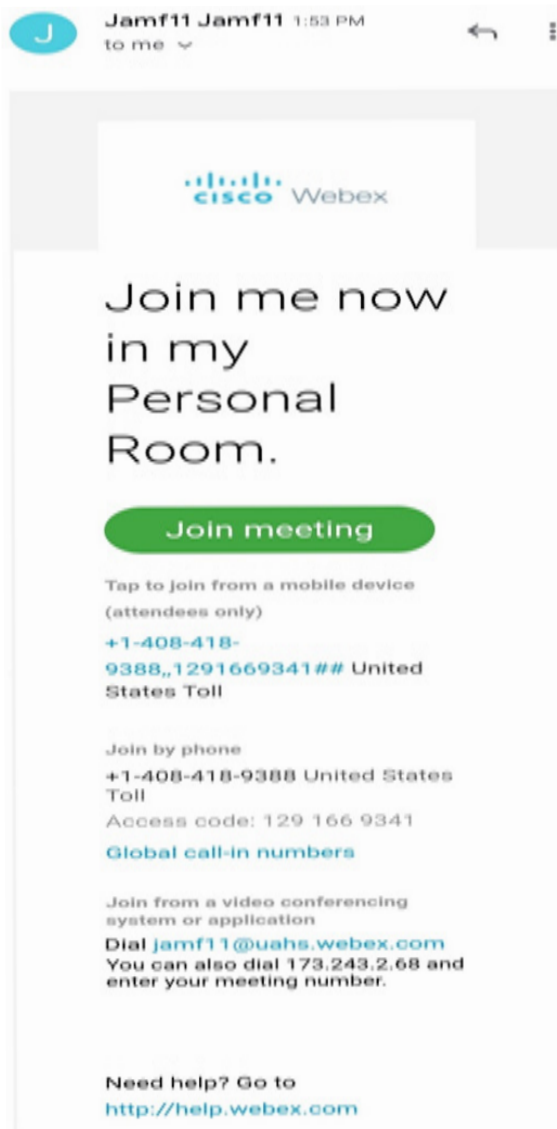 J
Jamf11 Jamf11 1:53 PM
to me
CISCO Webex
Join me now
in my
Personal
Room.
Join meeting
Tap to join from a mobile device
(attendees only)
+1-408-418-
9388,,1291669341## United
States Toll
Join by phone
+1-408-418-9388 United States
Toll
Access code: 129 166 9341
Global call-in numbers
Join from a video conferencing
system or application
Dial jamf11@uahs.webex.com
You can also dial 173.243.2.68 and
enter your meeting number.
Need help? Go to
http://help.webex.com